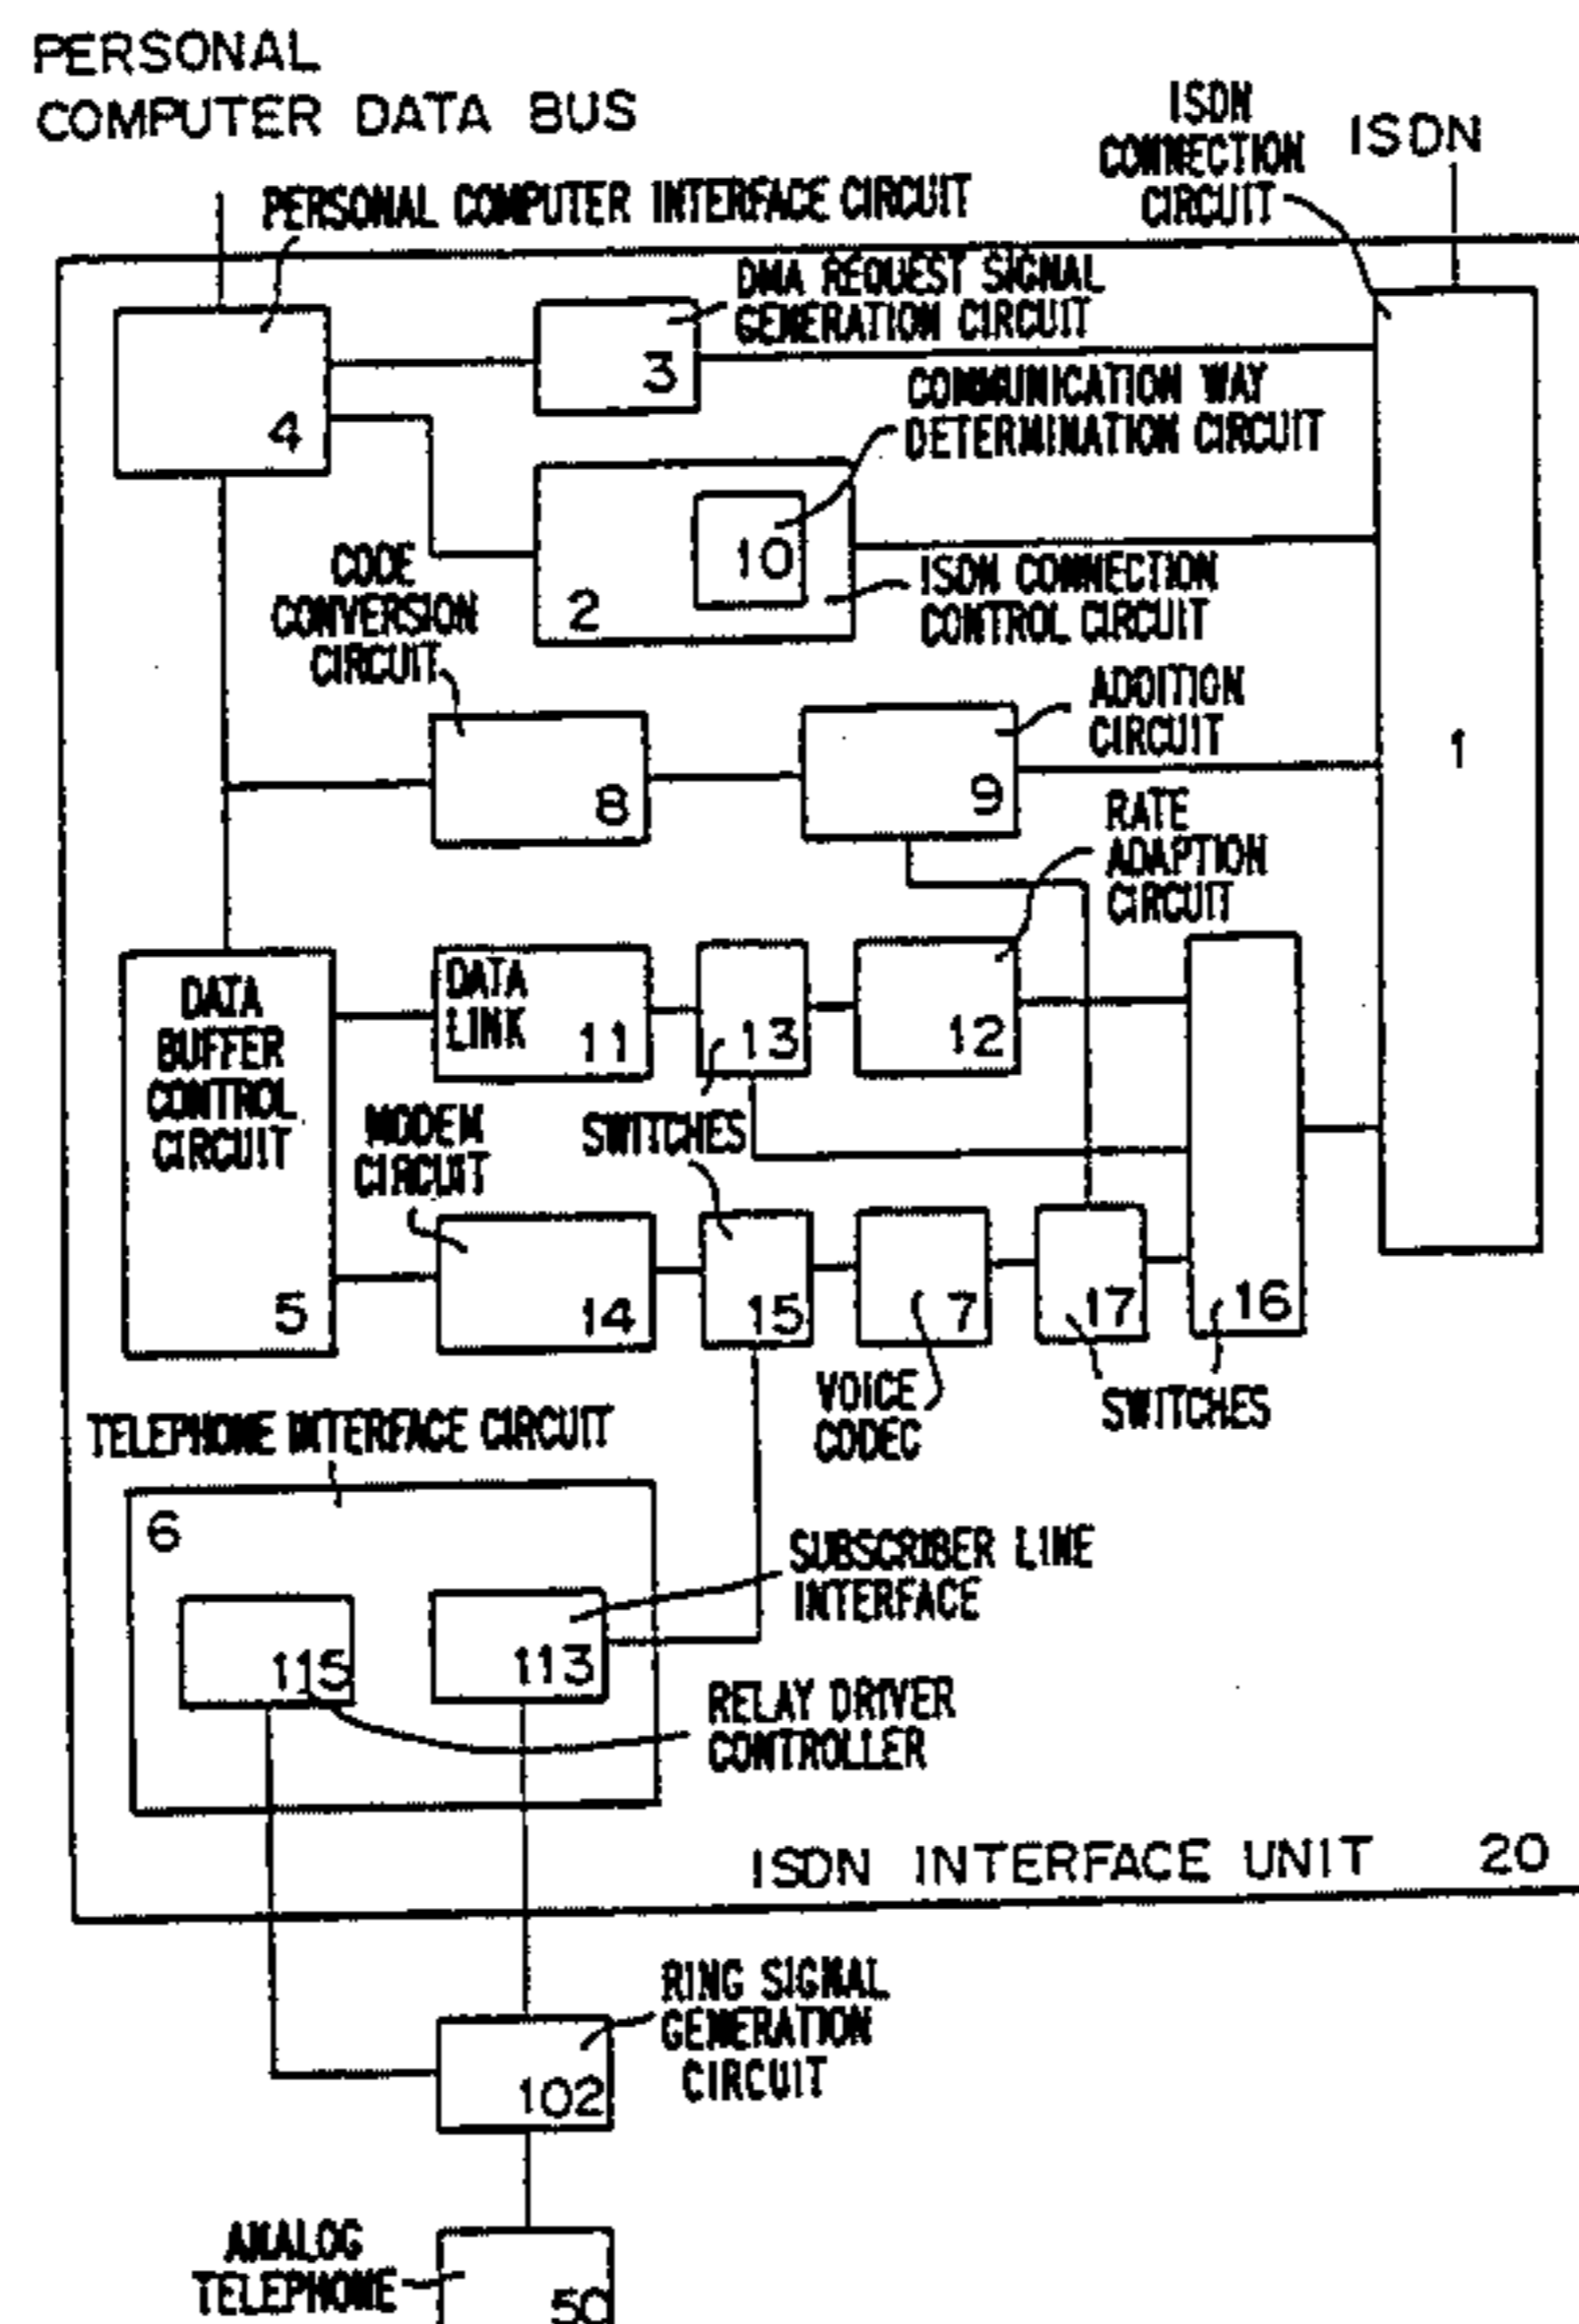 PERSONAL
COMPUTER DATA BUS
ISDN
CONNECTION
CIRCUIT
ISDN
PERSONAL COMPUTER INTERFACE CIRCUIT
DMA REQUEST SIGNAL
GENERATION CIRCUIT
3
4
COMMUNICATION WAY
DETERMINATION CIRCUIT
10
2
ISDN CONNECTION
CONTROL CIRCUIT
CODE
CONVERSION
CIRCUIT
8
ADDITION
CIRCUIT
9
1
RATE
ADAPTION
CIRCUIT
DATA
BUFFER
CONTROL
CIRCUIT
5
DATA
LINK
11
13
12
SWITCHES
MODEM
CIRCUIT
14
15
7
17
16
VOICE
CODEC
SWITCHES
TELEPHONE INTERFACE CIRCUIT
6
SUBSCRIBER LINE
INTERFACE
115
113
RELAY DRIVER
CONTROLLER
ISDN INTERFACE UNIT 20
RING SIGNAL
GENERATION
CIRCUIT
102
ANALOG
TELEPHONE
50